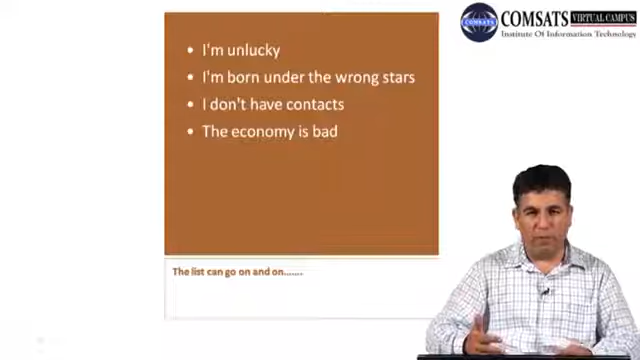 COMSATS VIRTUAL CAMPUS
Institute Of Information Technology
• I'm unlucky
• I'm born under the wrong stars
• I don't have contacts
• The economy is bad
The list can go on and on.......